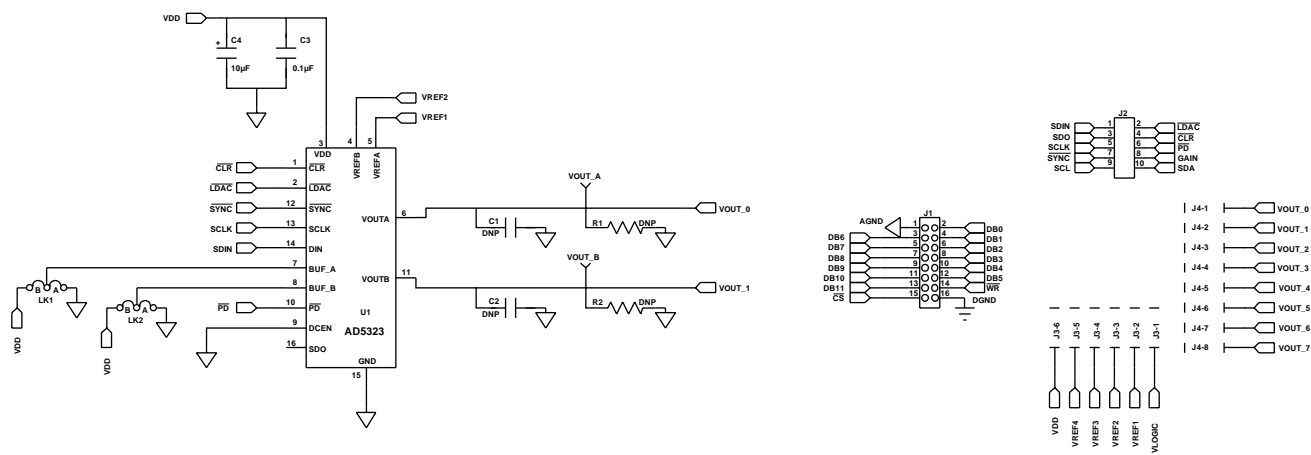 VDD
+
C4
C3
10µF
0.1µF
VREF2
VREF1
3
4
5
VDD
VREFB
VREFA
CLR 1 CLR
LDAC 2 LDAC
SYNC 12 SYNC
SCLK 13 SCLK
SDIN 14 DIN
7 BUF_A
8 BUF_B
PD 10 PD
9 DCEN
16 SDO
VOUTA 6
VOUTB 11
U1
AD5323
GND
15
B A
LK1
VDD
B A
LK2
VDD
VOUT_A
C1
DNP
R1 DNP
VOUT_0
VOUT_B
C2
DNP
R2 DNP
VOUT_1
J1
AGND 1 2 DB0
DB6 3 4 DB1
DB7 5 6 DB2
DB8 7 8 DB3
DB9 9 10 DB4
DB10 11 12 DB5
DB11 13 14 WR
CS 15 16
DGND
J2
SDIN 1 2 LDAC
SDO 3 4 CLR
SCLK 5 6 PD
SYNC 7 8 GAIN
SCL 9 10 SDA
J4-1 VOUT_0
J4-2 VOUT_1
J4-3 VOUT_2
J4-4 VOUT_3
J4-5 VOUT_4
J4-6 VOUT_5
J4-7 VOUT_6
J4-8 VOUT_7
J3-6
J3-5
J3-4
J3-3
J3-2
J3-1
VDD
VREF4
VREF3
VREF2
VREF1
VLOGIC